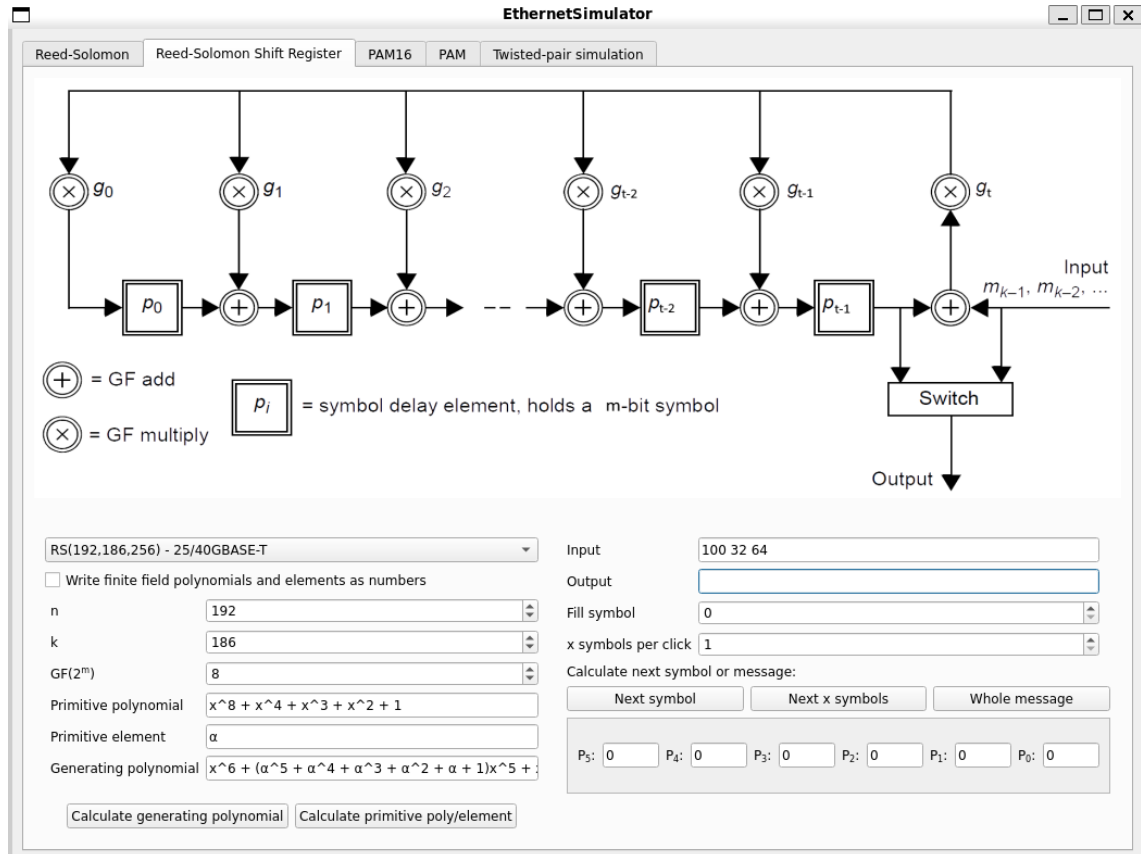 EthernetSimulator
Reed-Solomon
Reed-Solomon Shift Register
PAM16
PAM
Twisted-pair simulation
g0
g1
g2
gt-2
gt-1
gt
Input
mk–1, mk–2, ...
p0
p1
pt-2
pt-1
= GF add
pi = symbol delay element, holds a m-bit symbol
= GF multiply
Switch
Output
RS(192,186,256) - 25/40GBASE-T
Write finite field polynomials and elements as numbers
n 192
k 186
GF(2^m) 8
Primitive polynomial x^8 + x^4 + x^3 + x^2 + 1
Primitive element α
Generating polynomial x^6 + (α^5 + α^4 + α^3 + α^2 + α + 1)x^5 +
Calculate generating polynomial
Calculate primitive poly/element
Input 100 32 64
Output
Fill symbol 0
x symbols per click 1
Calculate next symbol or message:
Next symbol
Next x symbols
Whole message
P5: 0 P4: 0 P3: 0 P2: 0 P1: 0 P0: 0